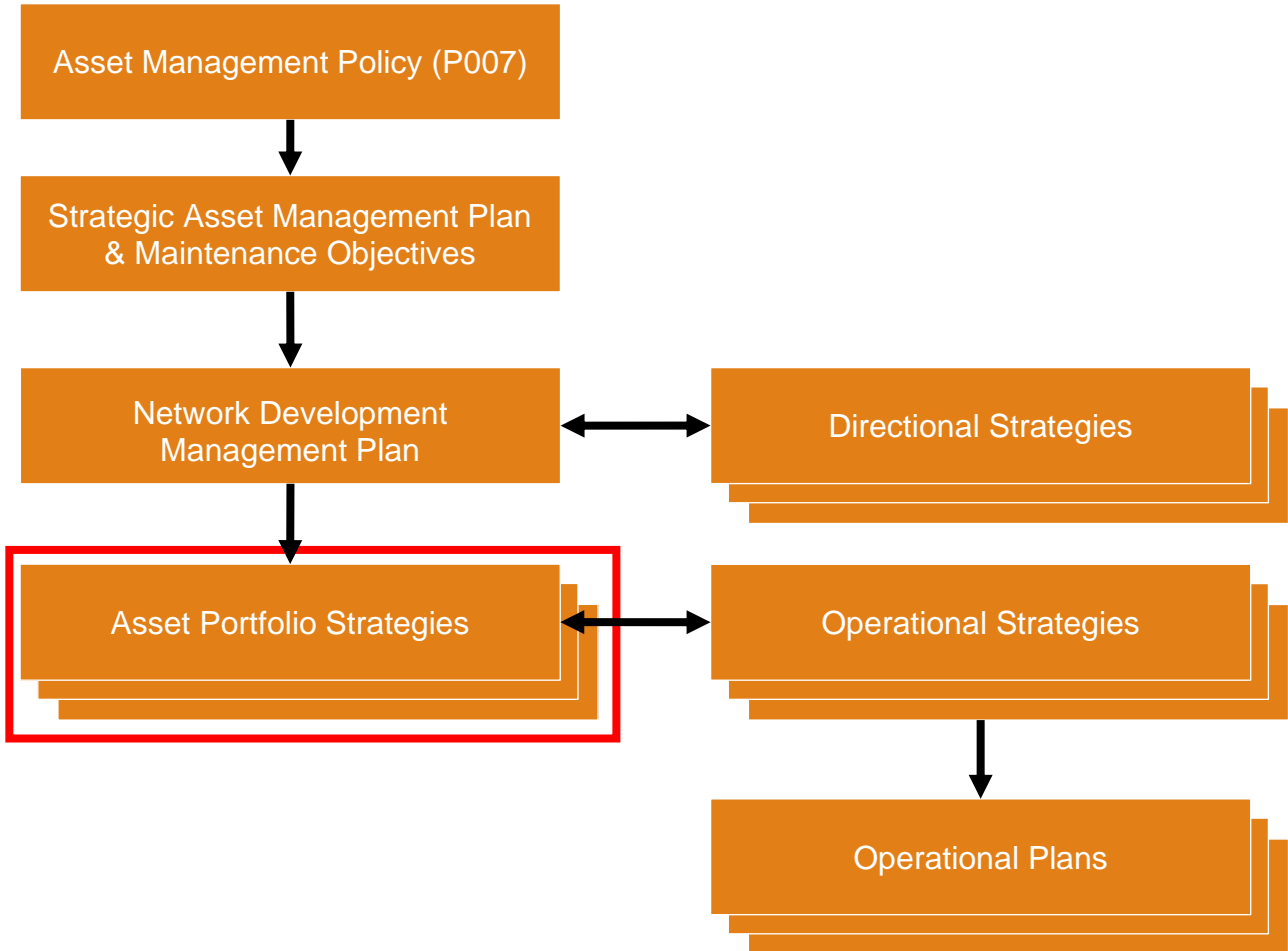 Asset Management Policy (P007)
Strategic Asset Management Plan
& Maintenance Objectives
Network Development
Management Plan
Directional Strategies
Asset Portfolio Strategies
Operational Strategies
Operational Plans